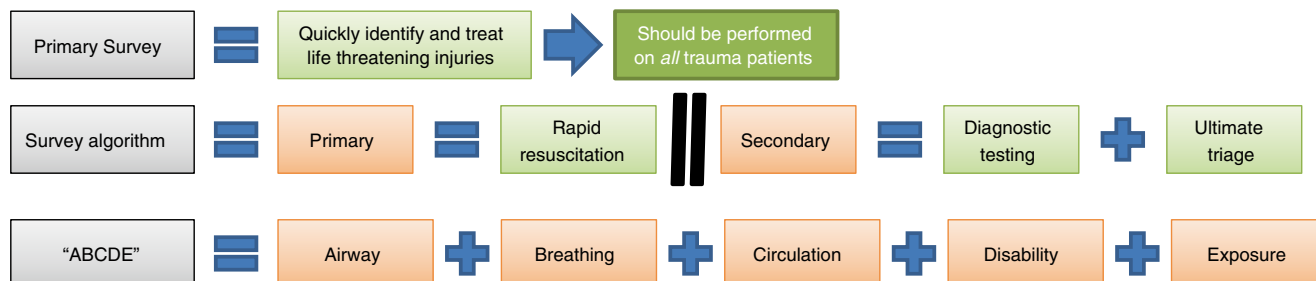 Primary Survey
Quickly identify and treat
life threatening injuries
Should be performed
on all trauma patients
Survey algorithm
Primary
Rapid
resuscitation
Secondary
Diagnostic
testing
Ultimate
triage
“ABCDE”
Airway
Breathing
Circulation
Disability
Exposure